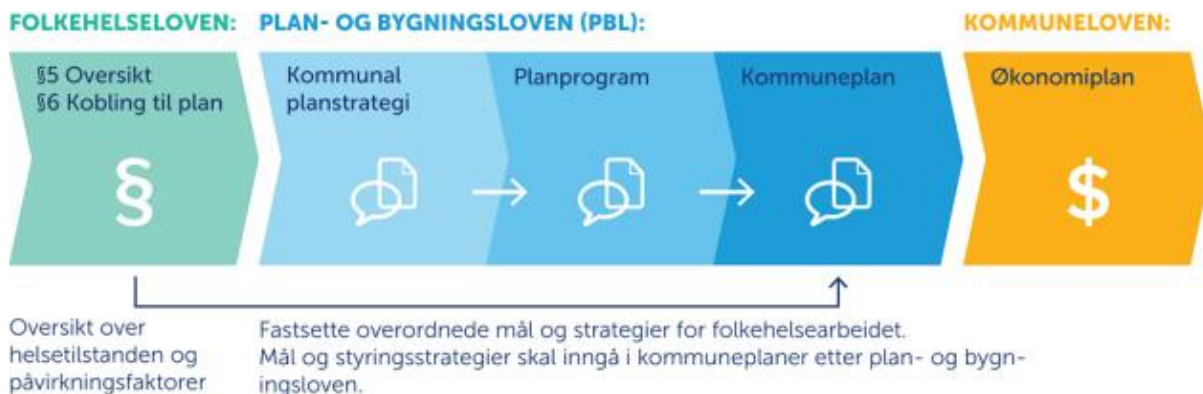 FOLKEHELSELOVEN:
PLAN- OG BYGNINGSLOVEN (PBL):
KOMMUNELOVEN:
§5 Oversikt
§6 Kobling til plan
§
Kommunal
planstrategi
Planprogram
Kommuneplan
Økonomiplan
$
Oversikt over
helsetilstanden og
påvirkningsfaktorer
Fastsette overordnede mål og strategier for folkehelsearbeidet.
Mål og styringsstrategier skal inngå i kommuneplaner etter plan- og bygn-
ingsloven.